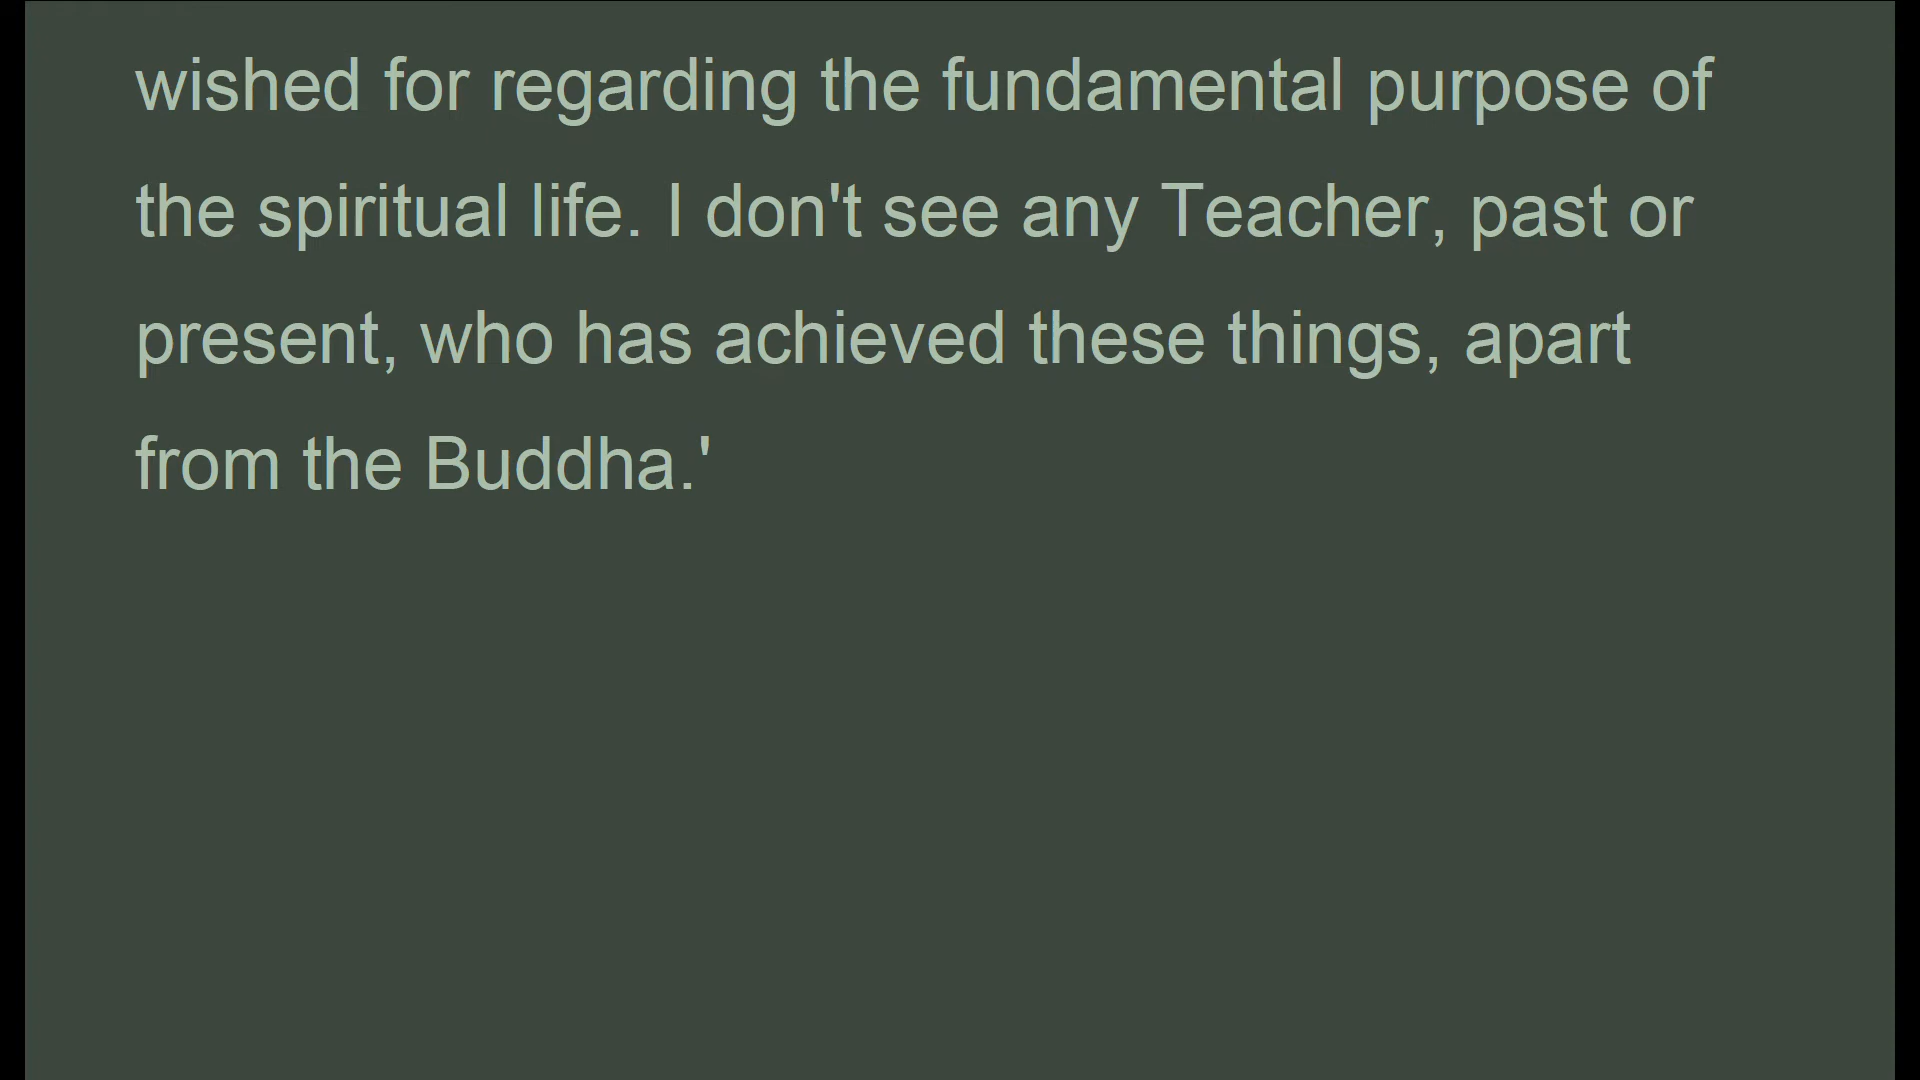 wished for regarding the fundamental purpose of
the spiritual life. I don't see any Teacher, past or
present, who has achieved these things, apart
from the Buddha.'